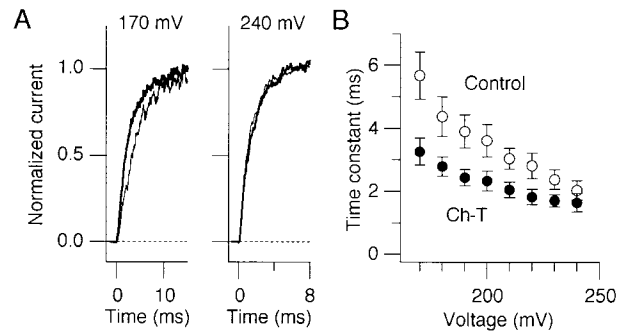 A
170 mV
240 mV
Normalized current
1.0
0.5
0.0
0
10
Time (ms)
0
8
Time (ms)
B
Time constant (ms)
6
4
2
0
Control
Ch-T
200
250
Voltage (mV)